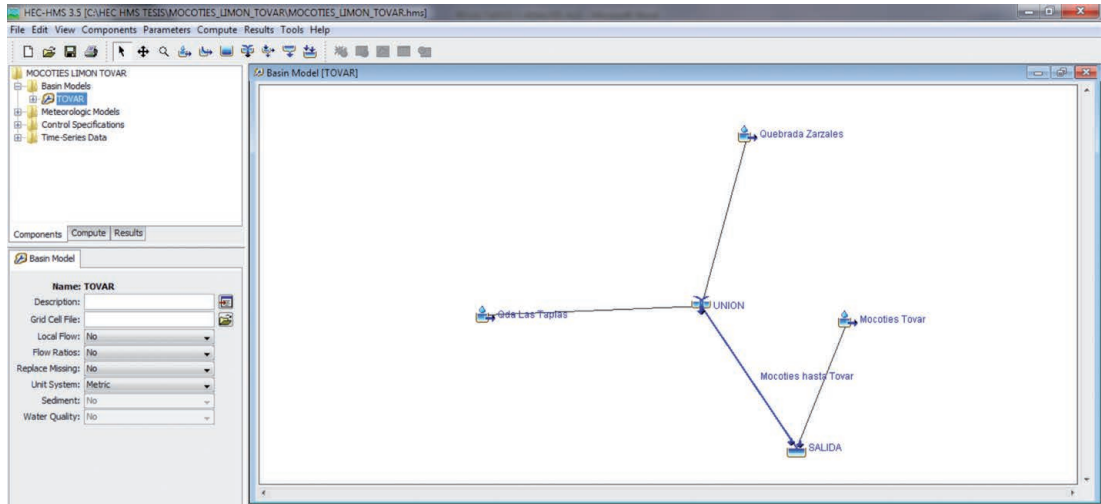 HEC-HMS 3.5 [C:\HEC HMS TESIS\MOCOTIES_LIMON_TOVAR\MOCOTIES_LIMON_TOVAR.hms]
File Edit View Components Parameters Compute Results Tools Help
MOCOTIES LIMON TOVAR
Basin Models
TOVAR
Meteorologic Models
Control Specifications
Time-Series Data
Components Compute Results
Basin Model
Name: TOVAR
Description:
Grid Cell File:
Local Flow: No
Flow Ratios: No
Replace Missing: No
Unit System: Metric
Sediment: No
Water Quality: No
Basin Model [TOVAR]
Quebrada Zarzales
UNION
Qda Las Tapias
Mocoties Tovar
Mocoties hasta Tovar
SALIDA